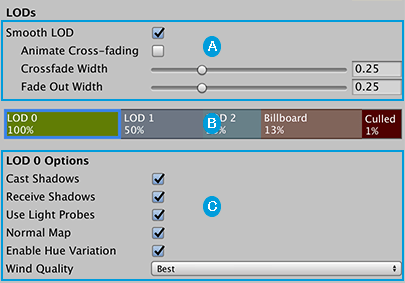 LODs
Smooth LOD
Animate Cross-fading
A
Crossfade Width 0.25
Fade Out Width 0.25
LOD 0 LOD 1 B LOD 2 Billboard Culled
100% 50% 13% 1%
LOD 0 Options
Cast Shadows
Receive Shadows
Use Light Probes
C
Normal Map
Enable Hue Variation
Wind Quality Best